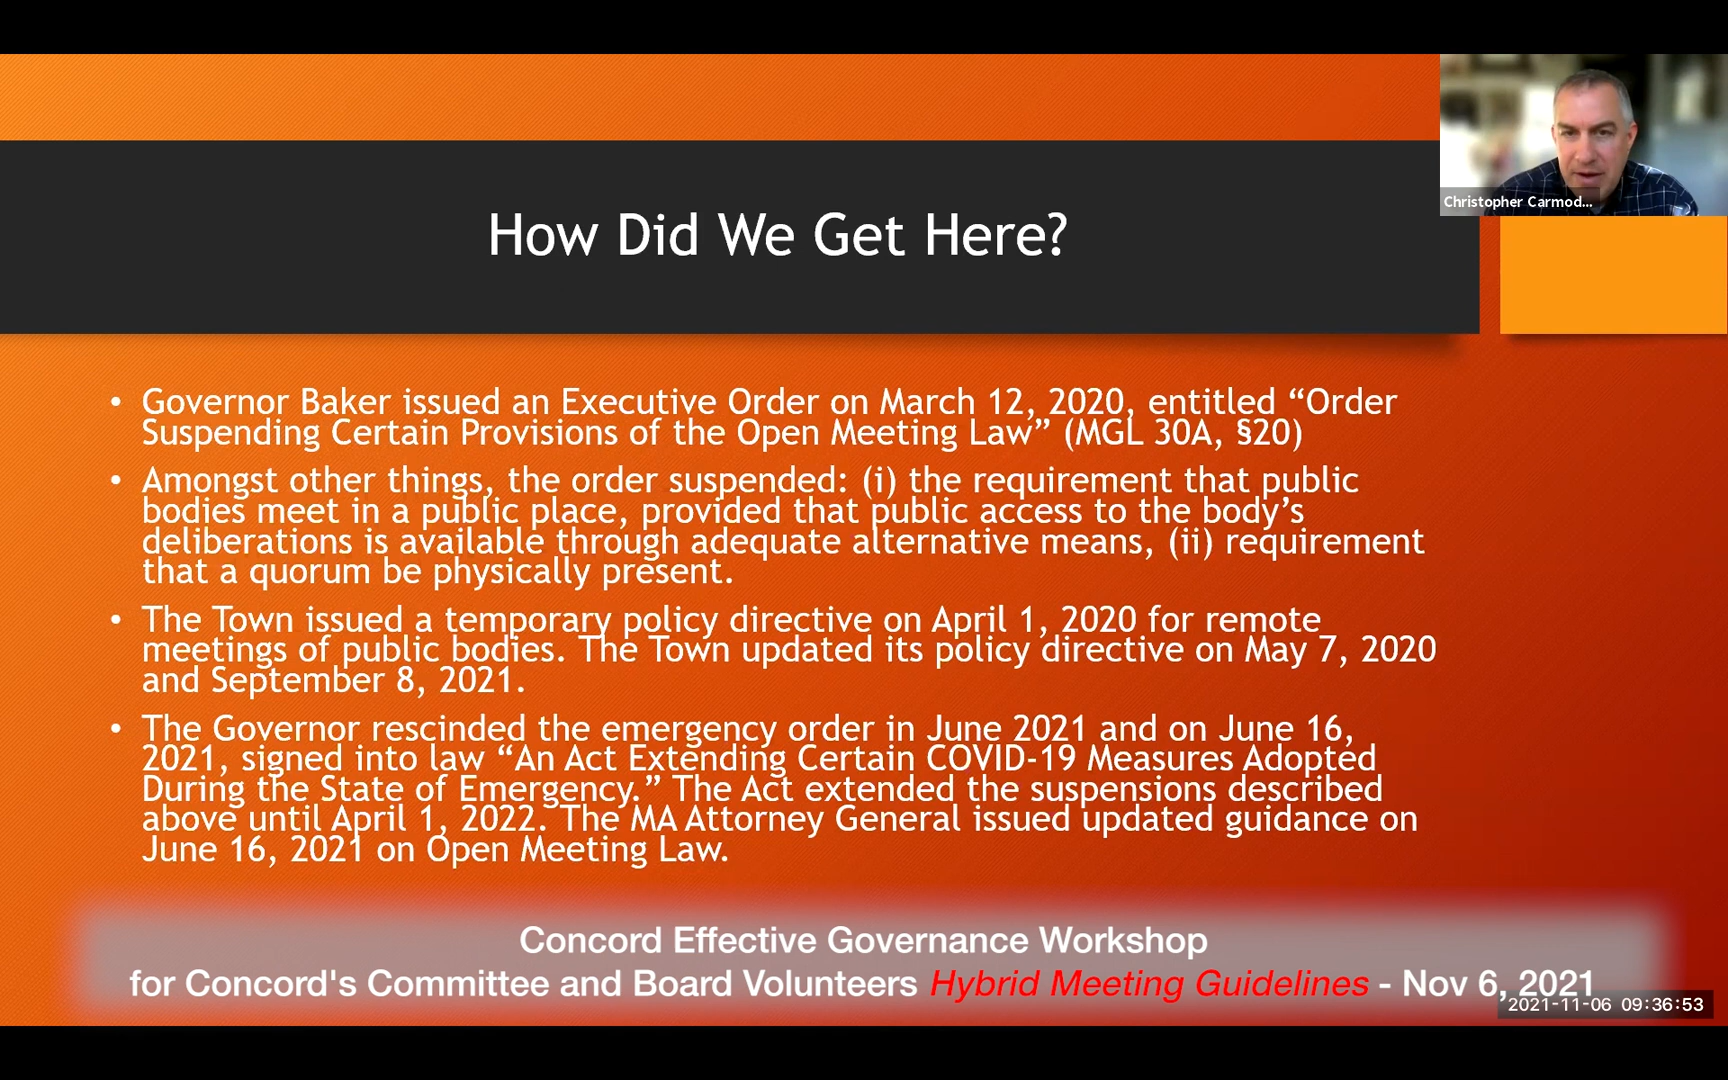 Christopher Carmod...
How Did We Get Here?
• Governor Baker issued an Executive Order on March 12, 2020, entitled “Order
Suspending Certain Provisions of the Open Meeting Law” (MGL 30A, §20)
• Amongst other things, the order suspended: (i) the requirement that public
bodies meet in a public place, provided that public access to the body’s
deliberations is available through adequate alternative means, (ii) requirement
that a quorum be physically present.
• The Town issued a temporary policy directive on April 1, 2020 for remote
meetings of public bodies. The Town updated its policy directive on May 7, 2020
and September 8, 2021.
• The Governor rescinded the emergency order in June 2021 and on June 16,
2021, signed into law “An Act Extending Certain COVID-19 Measures Adopted
During the State of Emergency.” The Act extended the suspensions described
above until April 1, 2022. The MA Attorney General issued updated guidance on
June 16, 2021 on Open Meeting Law.
Concord Effective Governance Workshop
for Concord's Committee and Board Volunteers Hybrid Meeting Guidelines - Nov 6, 2021
2021-11-06 09:36:53